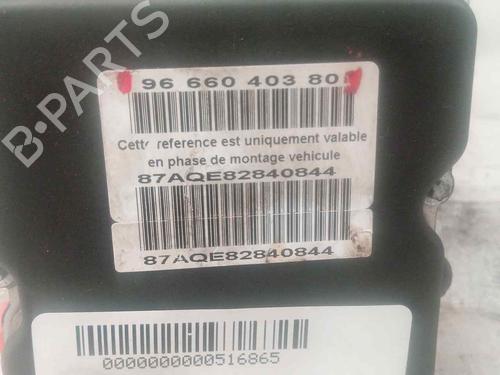 96 660 403 80
Cette reference est uniquement valable
en phase de montage vehicule
87AQE82840844
87AQE82840844
0000000000516865
B-PARTS